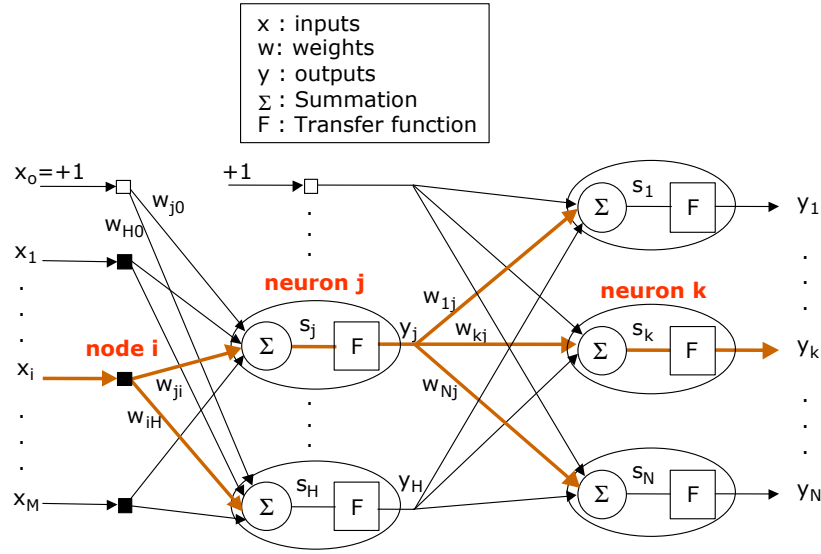 x : inputs
w: weights
y : outputs
Σ : Summation
F : Transfer function
xo=+1
+1
wj0
wH0
s1
Σ
F
y1
x1
neuron j
neuron k
w1j
sj
Σ
F
yj
wkj
sk
Σ
F
yk
node i
xi
wji
wiH
wNj
sH
Σ
F
yH
sN
Σ
F
yN
xM